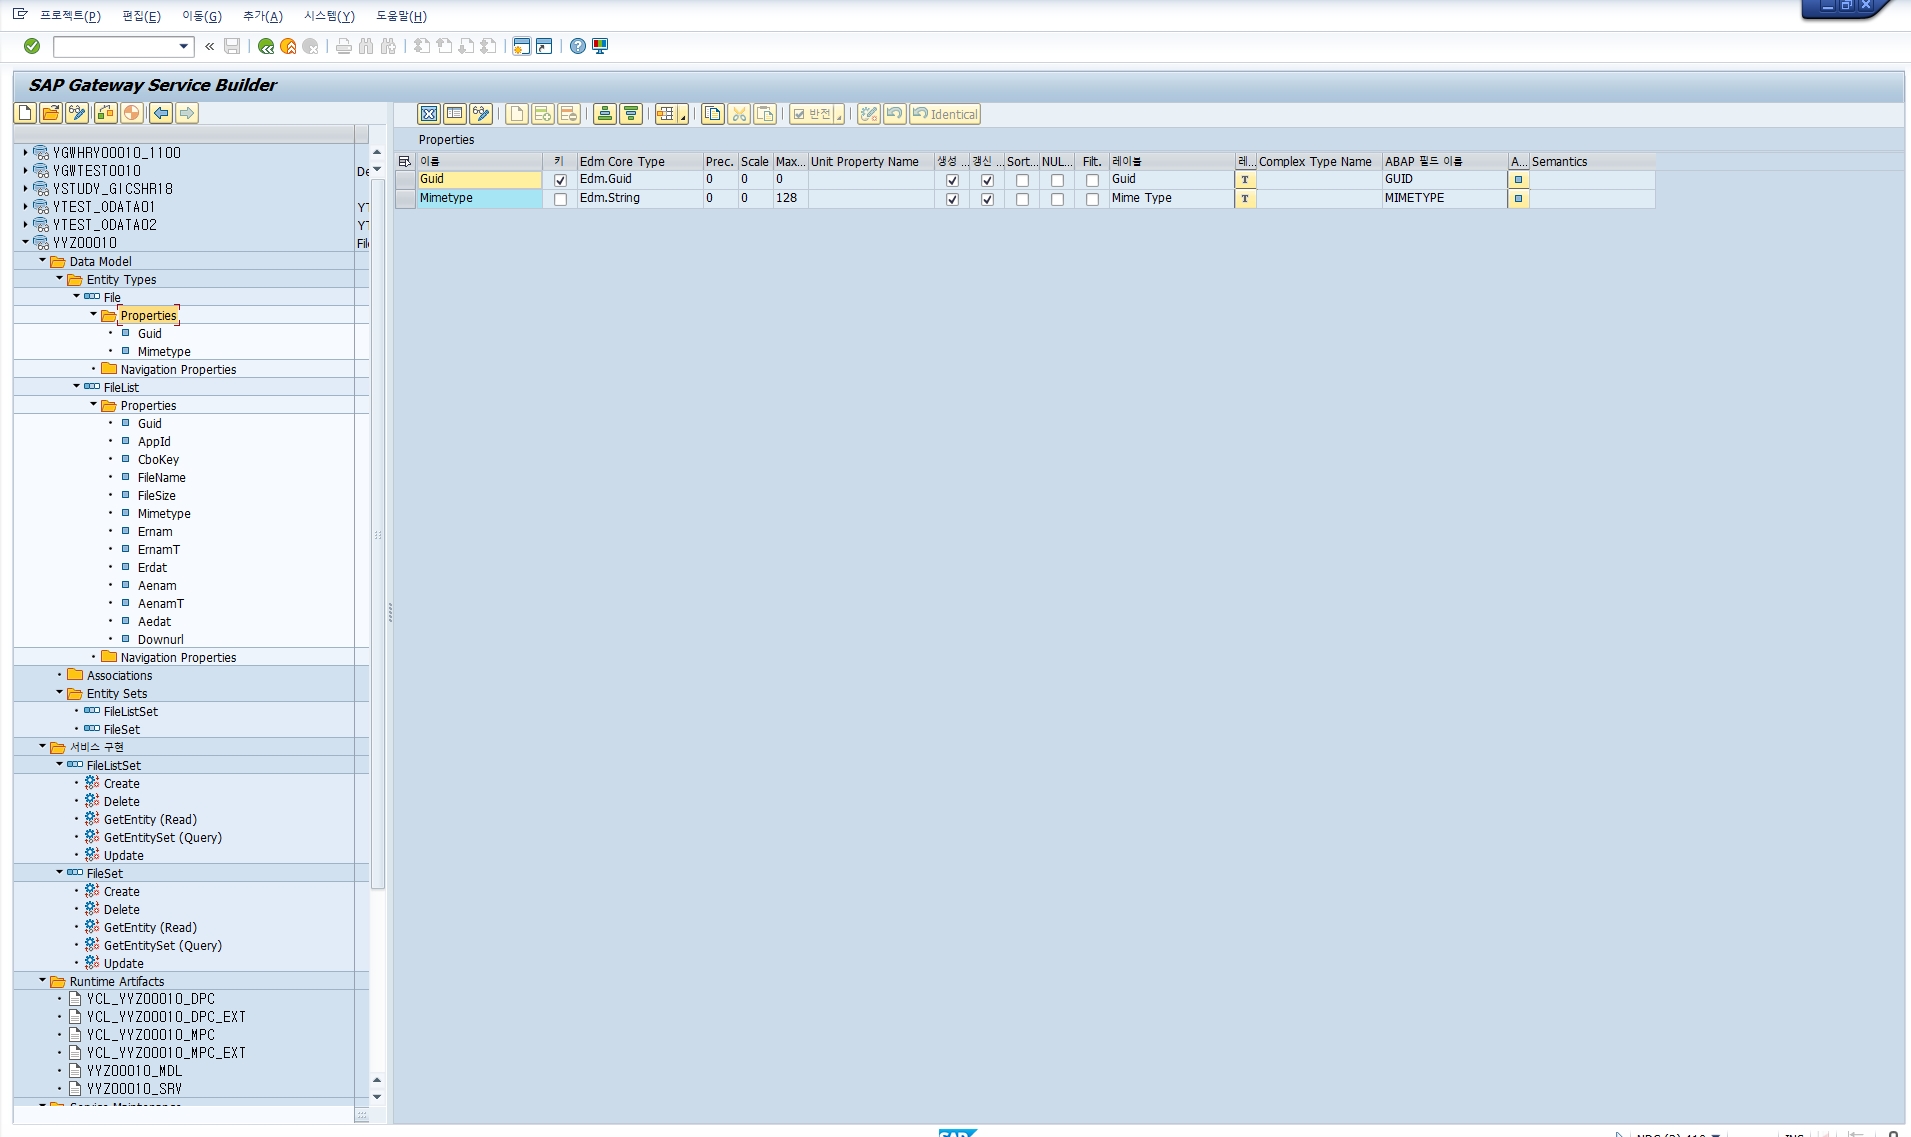 프로젝트(P) 편집(E) 이동(G) 추가(A) 시스템(Y) 도움말(H)
SAP Gateway Service Builder
반전 Identical
Properties
이름 키 Edm Core Type Prec. Scale Max... Unit Property Name 생성 ... 갱신 ... Sort... NUL... Filt. 레이블 레... Complex Type Name ABAP 필드 이름 A... Semantics
Guid Edm.Guid 0 0 0 Guid T GUID
Mimetype Edm.String 0 0 128 Mime Type T MIMETYPE
YGWHRY00010_1100
YGWTEST0010 De
YSTUDY_GICSHR18
YTEST_ODATA01 YT
YTEST_ODATA02 YT
YYZ00010 File
Data Model
Entity Types
File
Properties
Guid
Mimetype
Navigation Properties
FileList
Properties
Guid
AppId
CboKey
FileName
FileSize
Mimetype
Ernam
ErnamT
Erdat
Aenam
AenamT
Aedat
Downurl
Navigation Properties
Associations
Entity Sets
FileListSet
FileSet
서비스 구현
FileListSet
Create
Delete
GetEntity (Read)
GetEntitySet (Query)
Update
FileSet
Create
Delete
GetEntity (Read)
GetEntitySet (Query)
Update
Runtime Artifacts
YCL_YYZ00010_DPC
YCL_YYZ00010_DPC_EXT
YCL_YYZ00010_MPC
YCL_YYZ00010_MPC_EXT
YYZ00010_MDL
YYZ00010_SRV
Service Maintenance
SAP